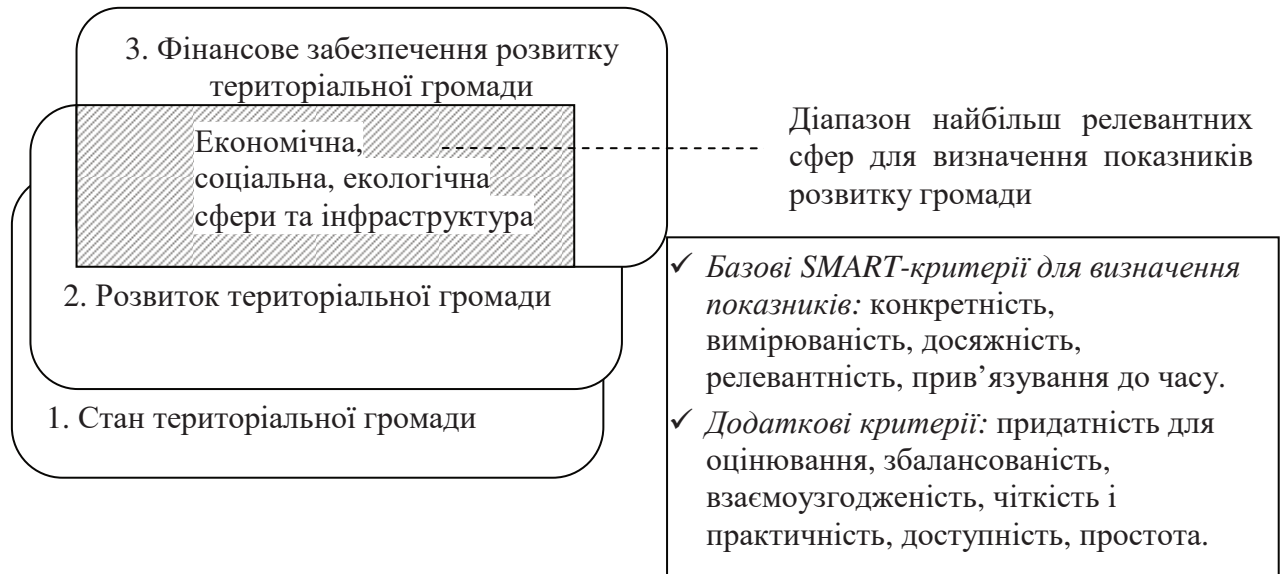 3. Фінансове забезпечення розвитку
територіальної громади
Економічна,
соціальна, екологічна
сфери та інфраструктура
Діапазон найбільш релевантних
сфер для визначення показників
розвитку громади
2. Розвиток територіальної громади
1. Стан територіальної громади
✓ Базові SMART-критерії для визначення
показників: конкретність,
вимірюваність, досяжність,
релевантність, прив’язування до часу.
✓ Додаткові критерії: придатність для
оцінювання, збалансованість,
взаємоузгодженість, чіткість і
практичність, доступність, простота.